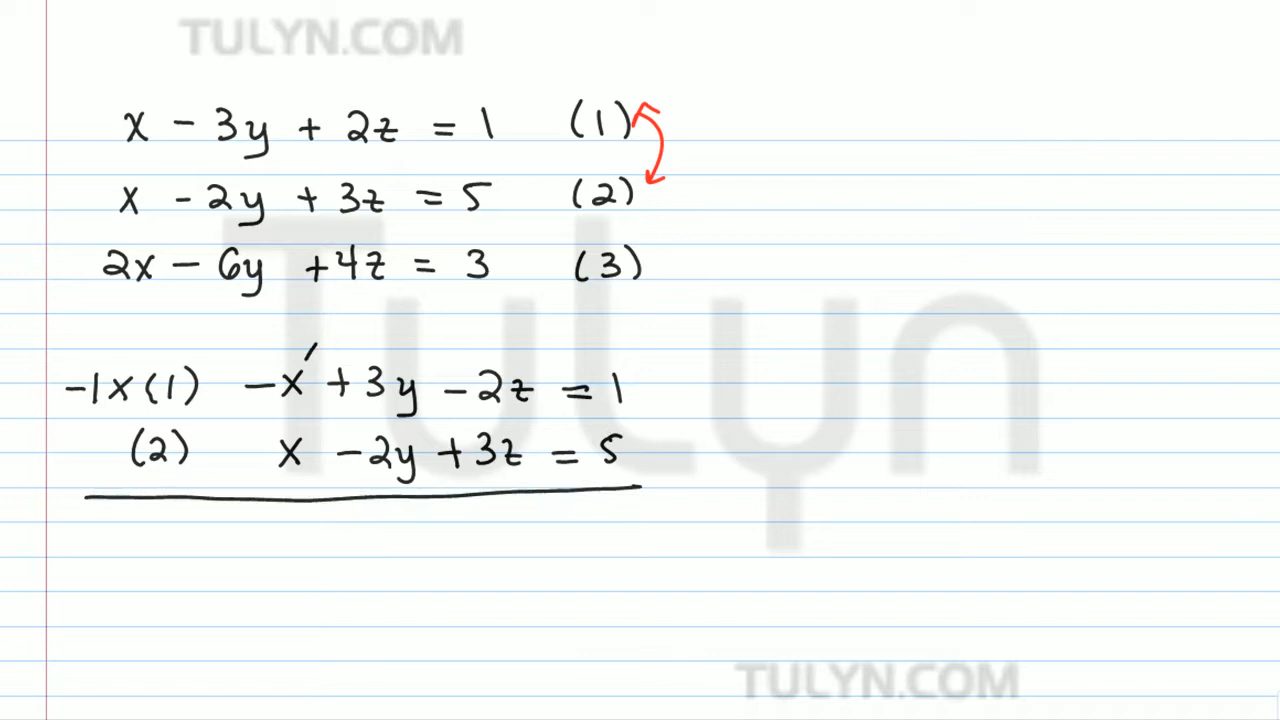 TULYN.COM
x - 3y + 2z = 1 (1)
x - 2y + 3z = 5 (2)
2x - 6y + 4z = 3 (3)
TuLyn
-1x(1) -x + 3y - 2z = 1
(2) x - 2y + 3z = 5
TULYN.COM